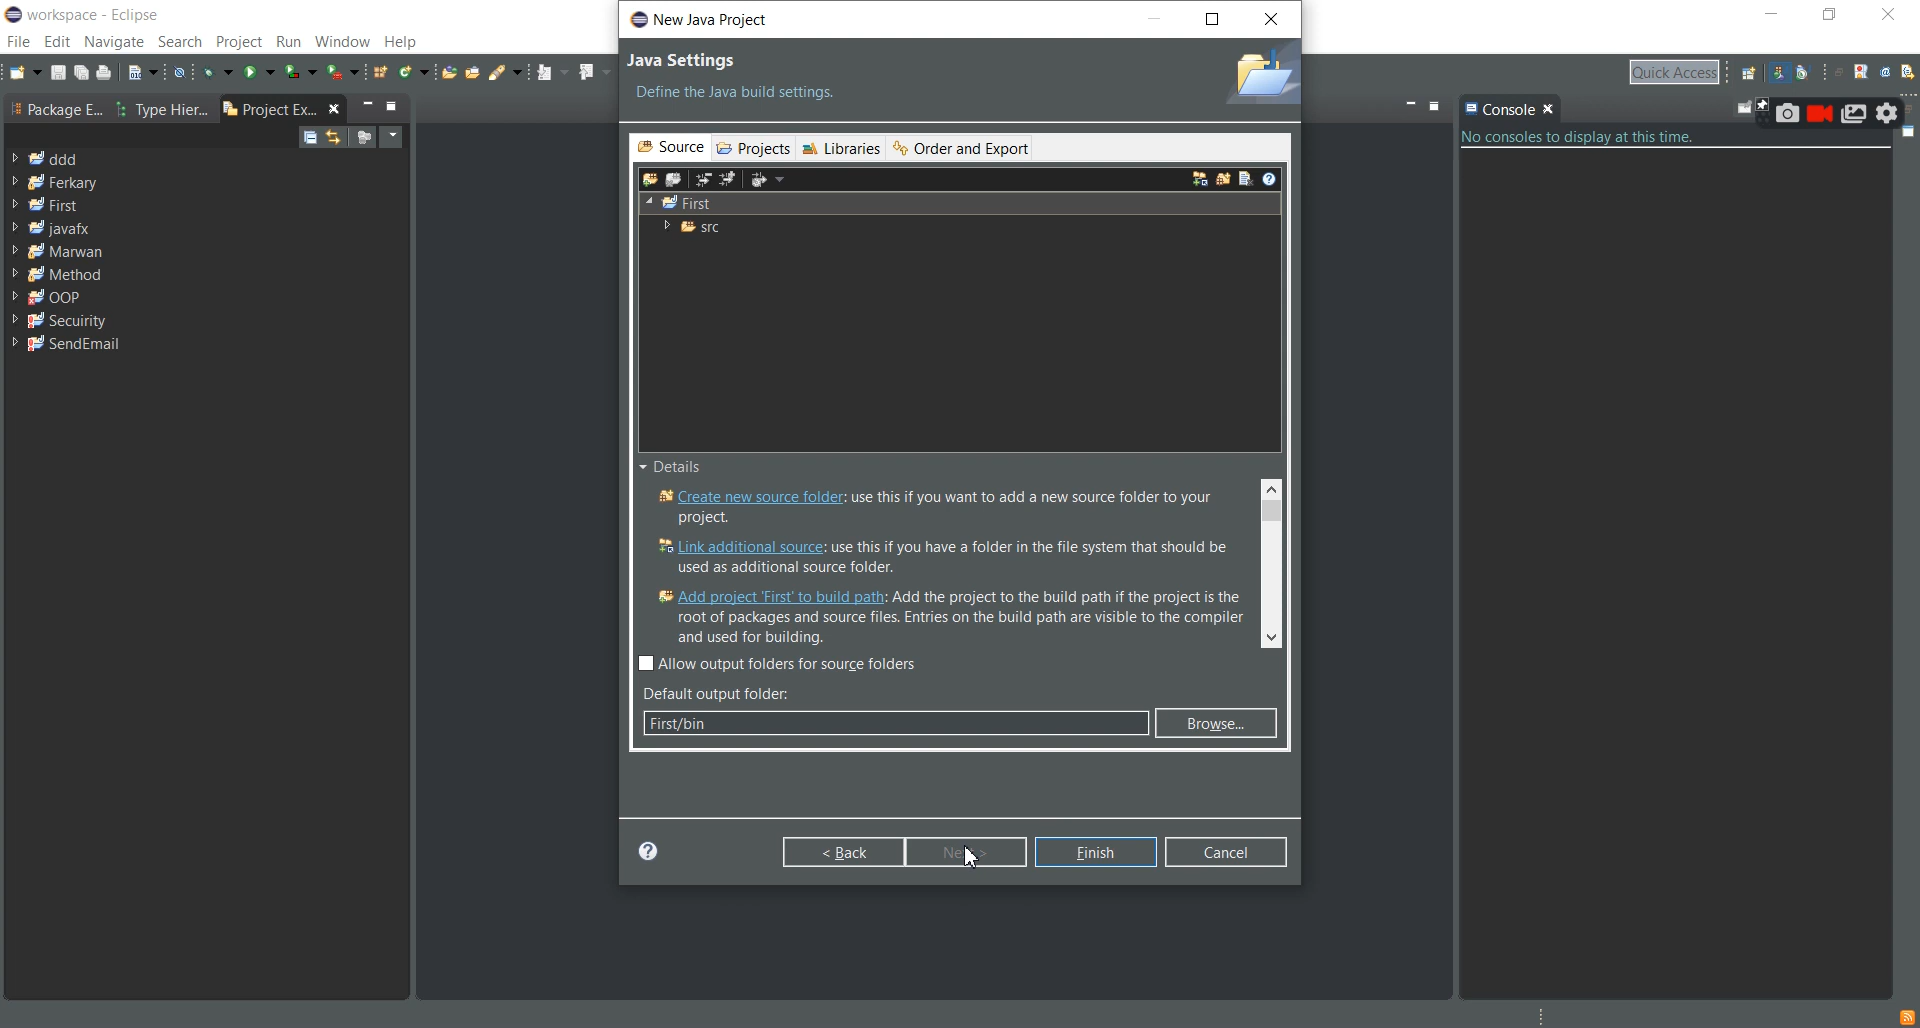 workspace - Eclipse
File Edit Navigate Search Project Run Window Help
Quick Access
Package E... Type Hier... Project Ex...
ddd
Ferkary
First
javafx
Marwan
Method
OOP
Secuirity
SendEmail
New Java Project
Java Settings
Define the Java build settings.
Source Projects Libraries Order and Export
First
src
Details
Create new source folder: use this if you want to add a new source folder to your
project.
Link additional source: use this if you have a folder in the file system that should be
used as additional source folder.
Add project 'First' to build path: Add the project to the build path if the project is the
root of packages and source files. Entries on the build path are visible to the compiler
and used for building.
Allow output folders for source folders
Default output folder:
First/bin
Browse...
< Back Next > Finish Cancel
Console
No consoles to display at this time.